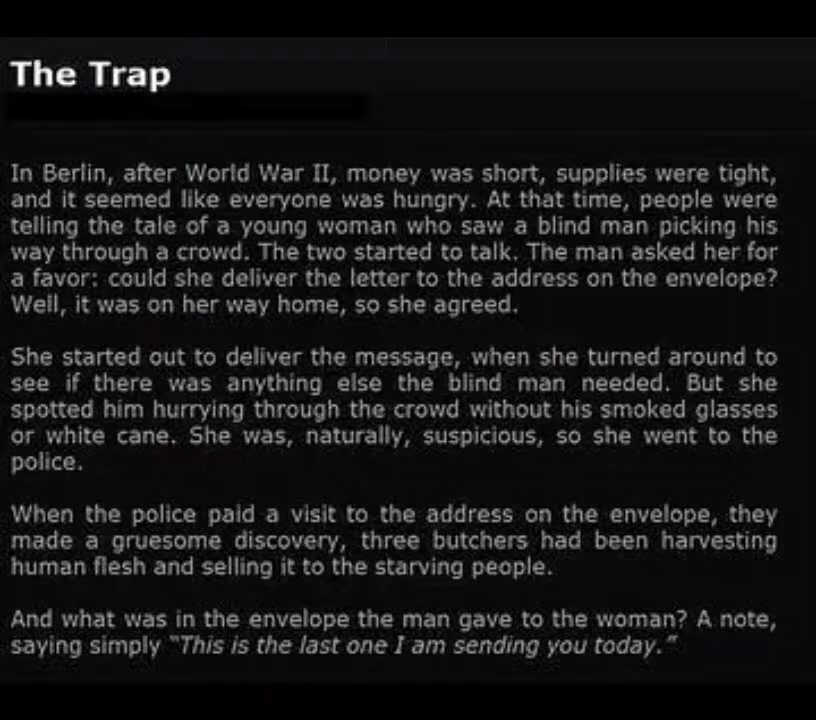 The Trap
In Berlin, after World War II, money was short, supplies were tight,
and it seemed like everyone was hungry. At that time, people were
telling the tale of a young woman who saw a blind man picking his
way through a crowd. The two started to talk. The man asked her for
a favor: could she deliver the letter to the address on the envelope?
Well, it was on her way home, so she agreed.
She started out to deliver the message, when she turned around to
see if there was anything else the blind man needed. But she
spotted him hurrying through the crowd without his smoked glasses
or white cane. She was, naturally, suspicious, so she went to the
police.
When the police paid a visit to the address on the envelope, they
made a gruesome discovery, three butchers had been harvesting
human flesh and selling it to the starving people.
And what was in the envelope the man gave to the woman? A note,
saying simply "This is the last one I am sending you today."